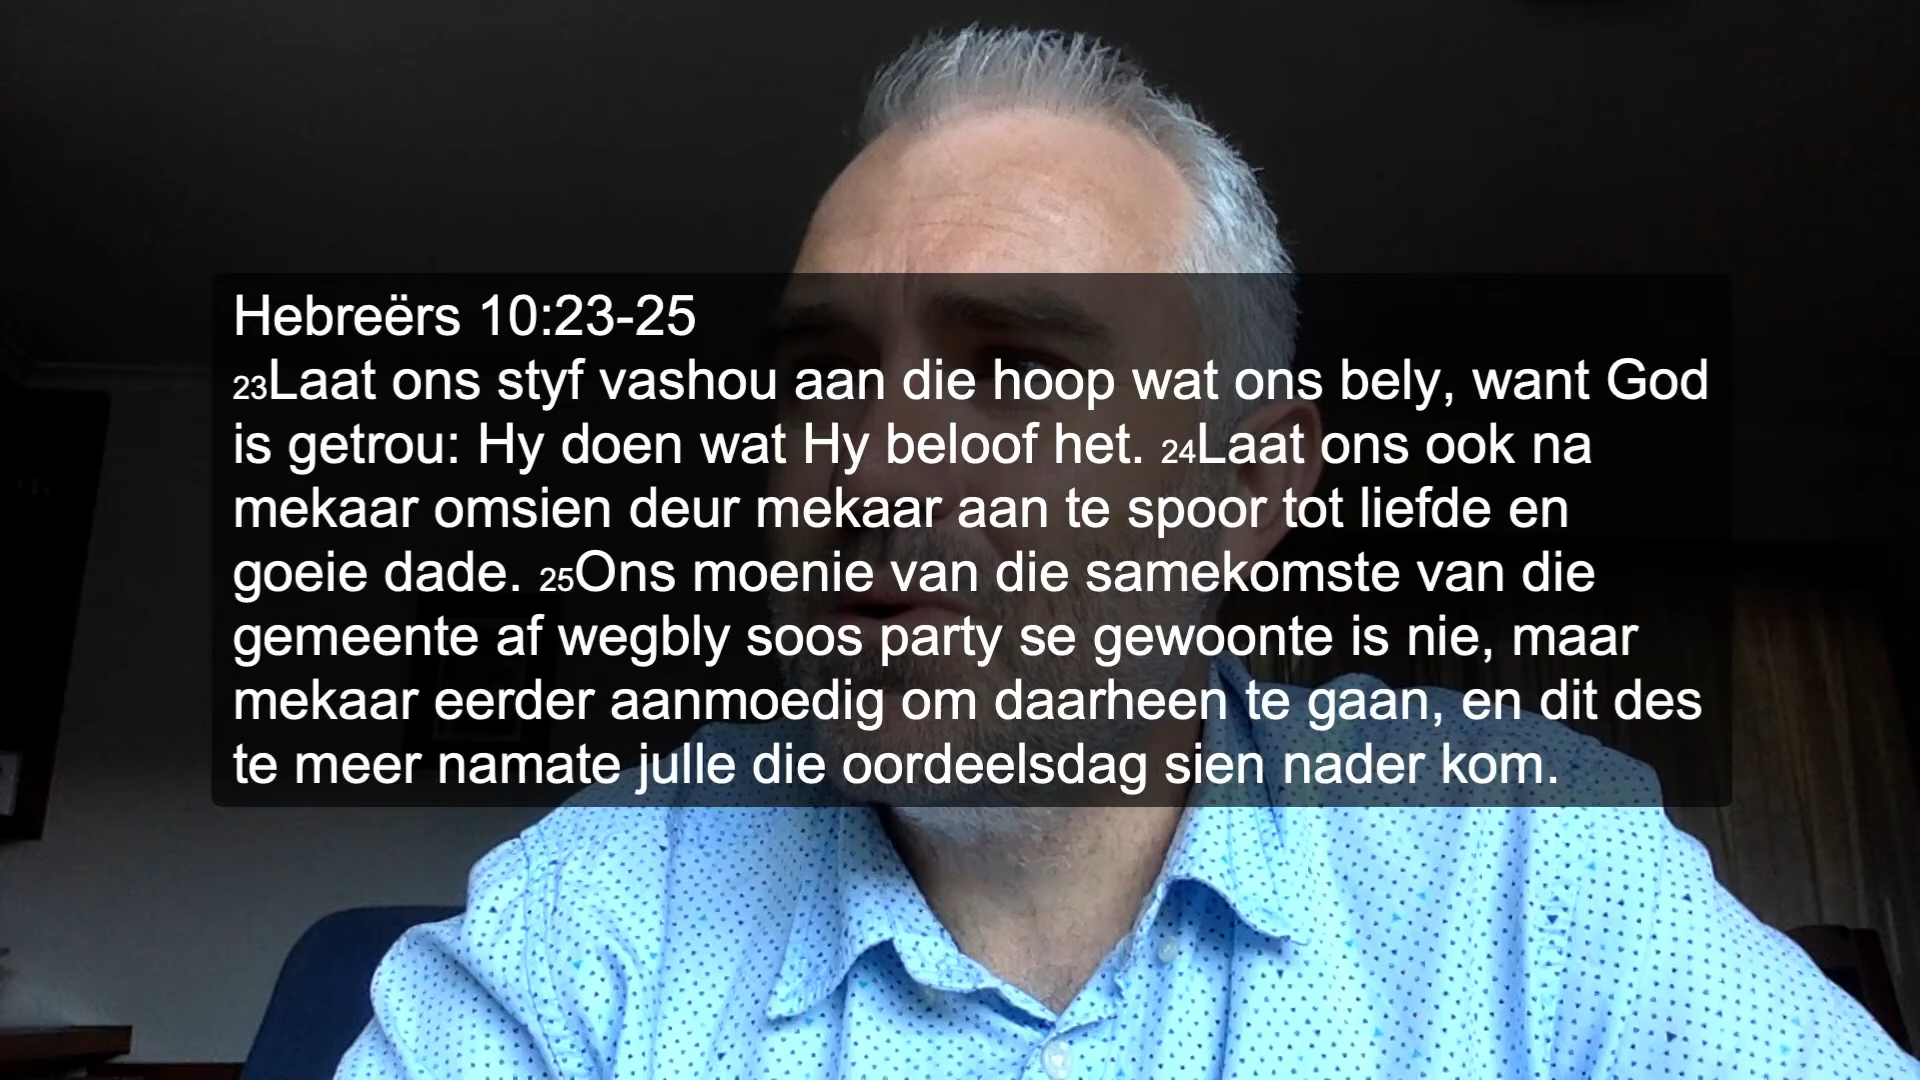 Hebreërs 10:23-25
23Laat ons styf vashou aan die hoop wat ons bely, want God
is getrou: Hy doen wat Hy beloof het. 24Laat ons ook na
mekaar omsien deur mekaar aan te spoor tot liefde en
goeie dade. 25Ons moenie van die samekomste van die
gemeente af wegbly soos party se gewoonte is nie, maar
mekaar eerder aanmoedig om daarheen te gaan, en dit des
te meer namate julle die oordeelsdag sien nader kom.